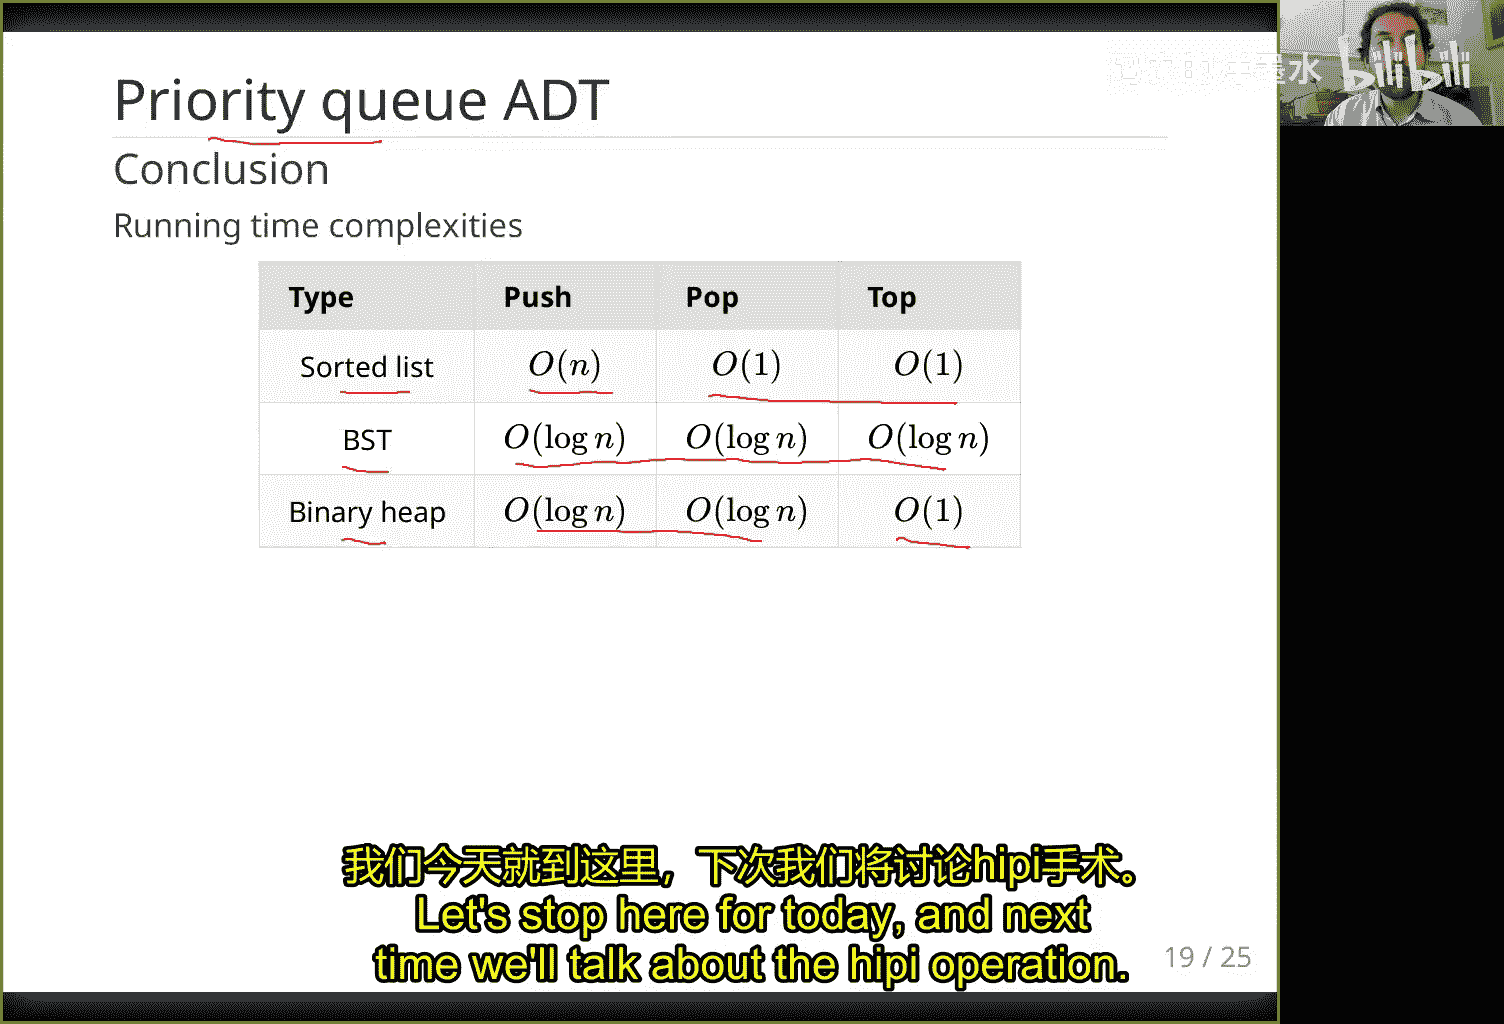 Priority queue ADT
Conclusion
Running time complexities
Type Push Pop Top
Sorted list O(n) O(1) O(1)
BST O(log n) O(log n) O(log n)
Binary heap O(log n) O(log n) O(1)
我们今天就到这里，下次我们将讨论hipi手术。
Let's stop here for today, and next
time we'll talk about the hipi operation.
19 / 25
水 bilibili